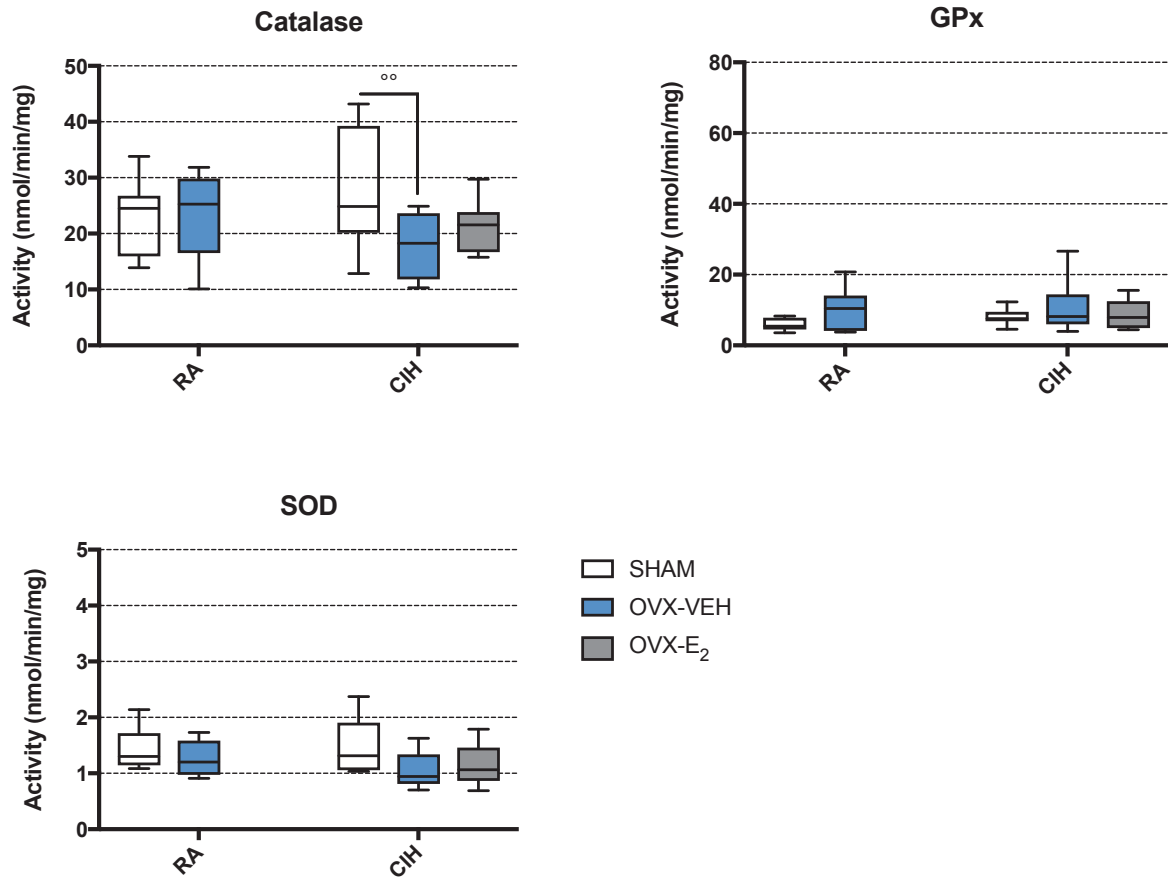 Catalase
Activity (nmol/min/mg)
50
40
30
20
10
0
°°
RA
CIH
GPx
Activity (nmol/min/mg)
80
60
40
20
0
RA
CIH
SOD
Activity (nmol/min/mg)
5
4
3
2
1
0
RA
CIH
SHAM
OVX-VEH
OVX-E₂